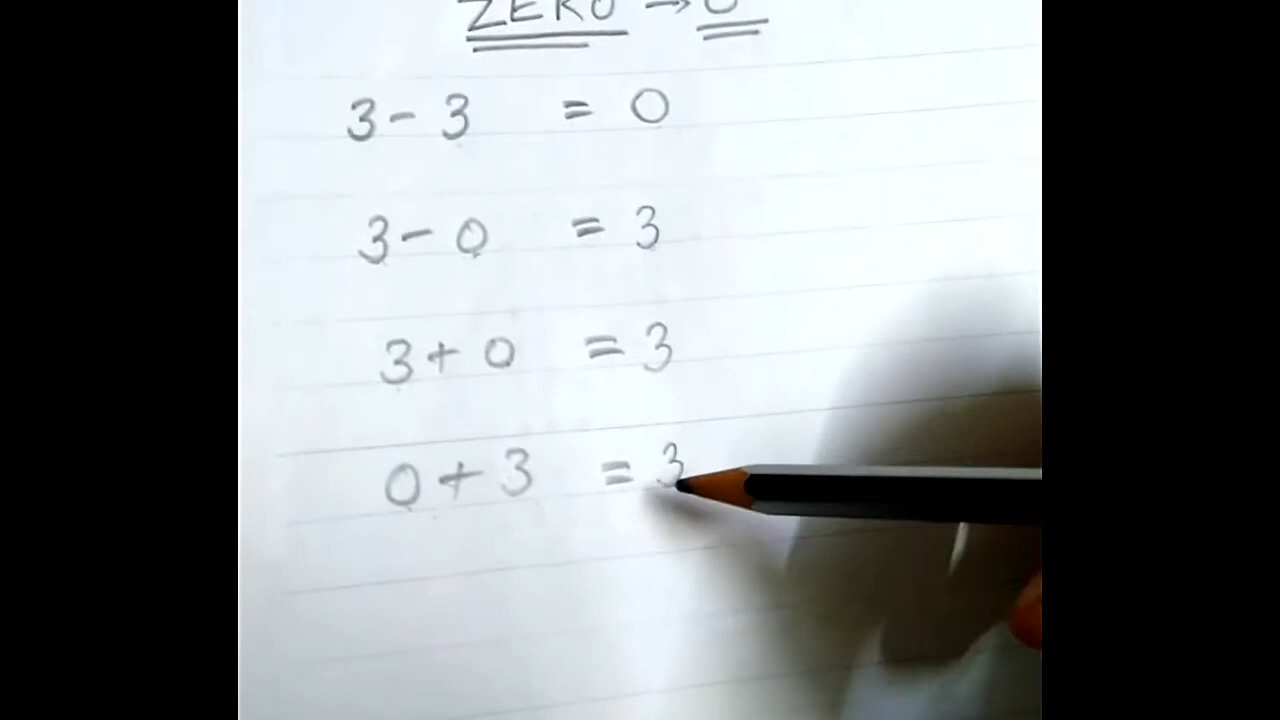 ZERO → 0
3 - 3 = 0
3 - 0 = 3
3 + 0 = 3
0 + 3 = 3